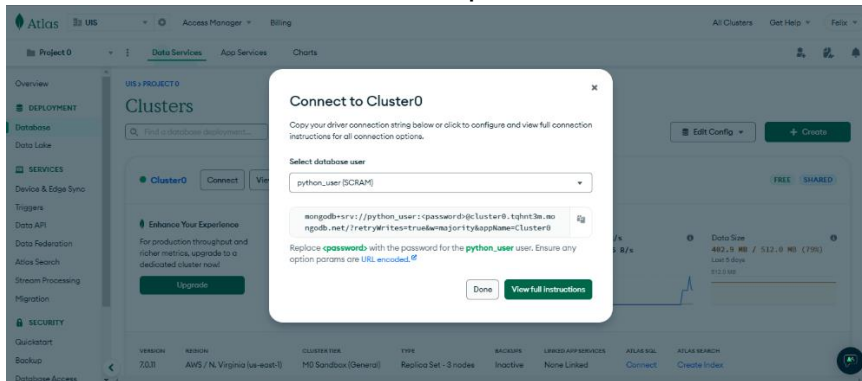 Atlas UIS Access Manager Billing All Clusters Get Help Felix
Project 0 Data Services App Services Charts
Overview
DEPLOYMENT
Database
Data Lake
SERVICES
Device & Edge Sync
Triggers
Data API
Data Federation
Atlas Search
Stream Processing
Migration
SECURITY
Quickstart
Backup
Database Access
UIS > PROJECT 0
Clusters
Find a database deployment...
Edit Config + Create
Cluster0 Connect FREE SHARED
Enhance Your Experience
For production throughput and
richer metrics, upgrade to a
dedicated cluster now!
Upgrade
Connect to Cluster0
Copy your driver connection string below or click to configure and view full connection
instructions for all connection options.
Select database user
python_user (SCRAM)
mongodb+srv://python_user:<password>@cluster0.tqhnt3m.mo
ngodb.net/?retryWrites=true&w=majority&appName=Cluster0
Replace <password> with the password for the python_user user. Ensure any
option params are URL encoded.
Done View full instructions
Data Size
402.9 MB / 512.0 MB (79%)
Last 6 days
512.0 MB
VERSION REGION CLUSTER TIER TYPE BACKUPS LINKED APP SERVICES ATLAS SQL ATLAS SEARCH
7.0.11 AWS / N. Virginia (us-east-1) M0 Sandbox (General) Replica Set - 3 nodes Inactive None Linked Connect Create Index